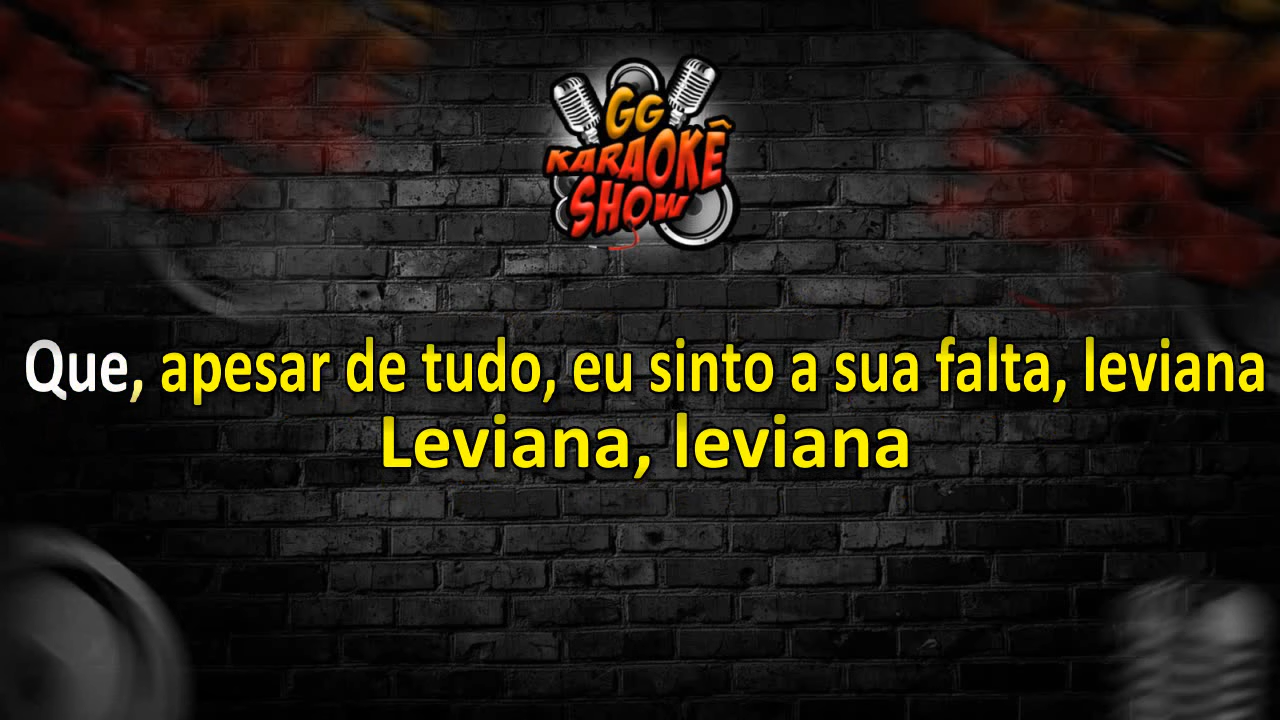 GG
KARAOKÊ
SHOW
Que, apesar de tudo, eu sinto a sua falta, leviana
Leviana, leviana